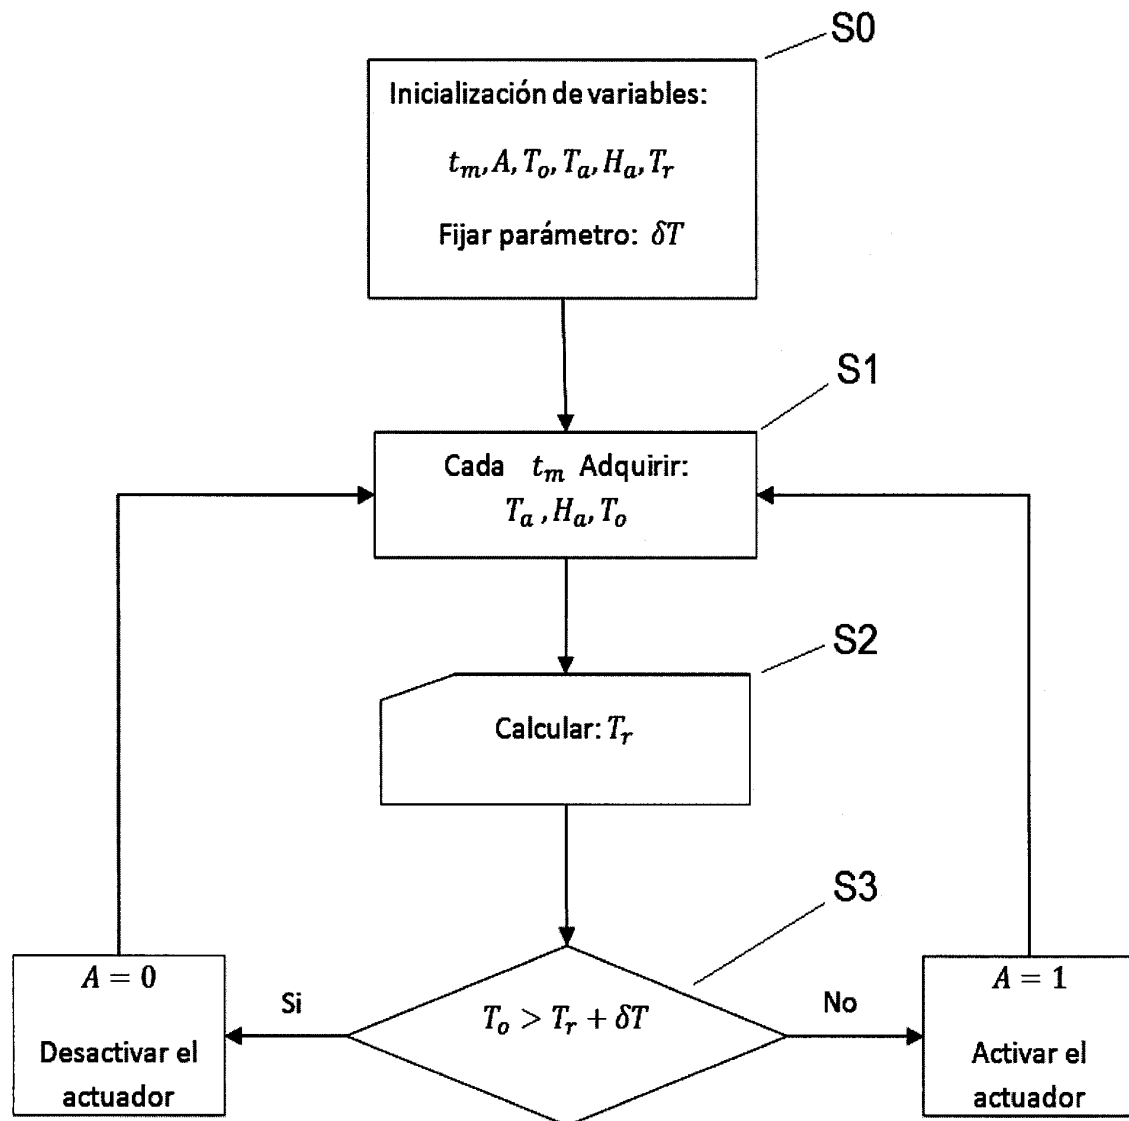 S0
Inicialización de variables:
t_m, A, T_o, T_a, H_a, T_r
Fijar parámetro: δT
S1
Cada t_m Adquirir:
T_a , H_a, T_o
S2
Calcular: T_r
S3
T_o > T_r + δT
Si
No
A = 0
Desactivar el
actuador
A = 1
Activar el
actuador